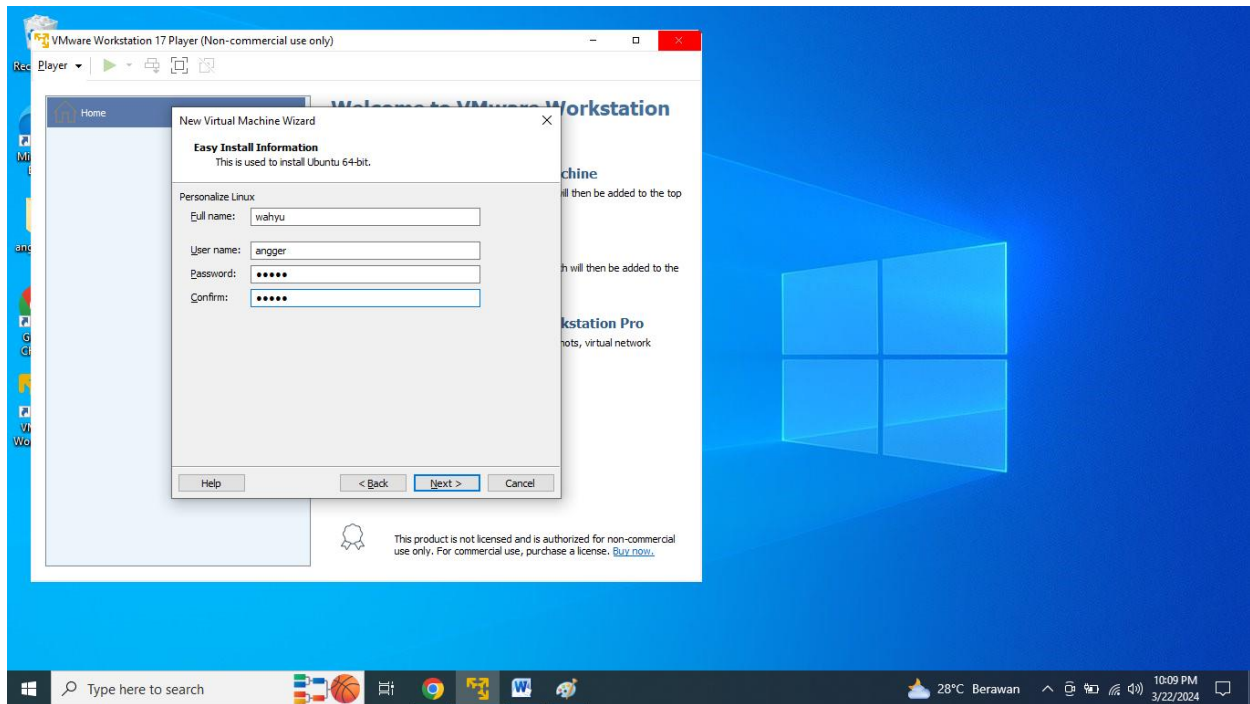 VMware Workstation 17 Player (Non-commercial use only)
Rec
Player
Home
Welcome to VMware Workstation
New Virtual Machine Wizard
Easy Install Information
This is used to install Ubuntu 64-bit.
chine
ill then be added to the top
Personalize Linux
Full name: wahyu
User name: angger
Password: •••••
Confirm: •••••
ang
h will then be added to the
kstation Pro
nots, virtual network
Help
< Back
Next >
Cancel
This product is not licensed and is authorized for non-commercial
use only. For commercial use, purchase a license. Buy now.
Type here to search
28°C Berawan
10:09 PM
3/22/2024